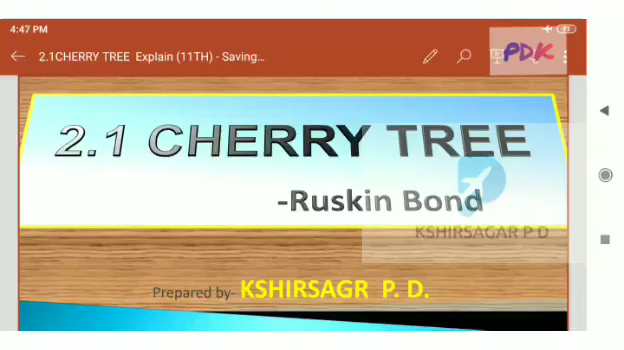 4:47 PM
2.1CHERRY TREE Explain (11TH) - Saving...
PDK
2.1 CHERRY TREE
-Ruskin Bond
KSHIRSAGAR P D
Prepared by- KSHIRSAGR P. D.